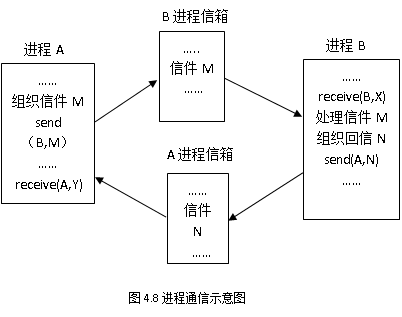 B 进程信箱
.....
信件 M
......
进程 A
......
组织信件 M
send
（B,M）
......
receive(A,Y)
进程 B
......
receive(B,X)
处理信件 M
组织回信 N
send(A,N)
......
A 进程信箱
......
信件
N
......
图 4.8 进程通信示意图